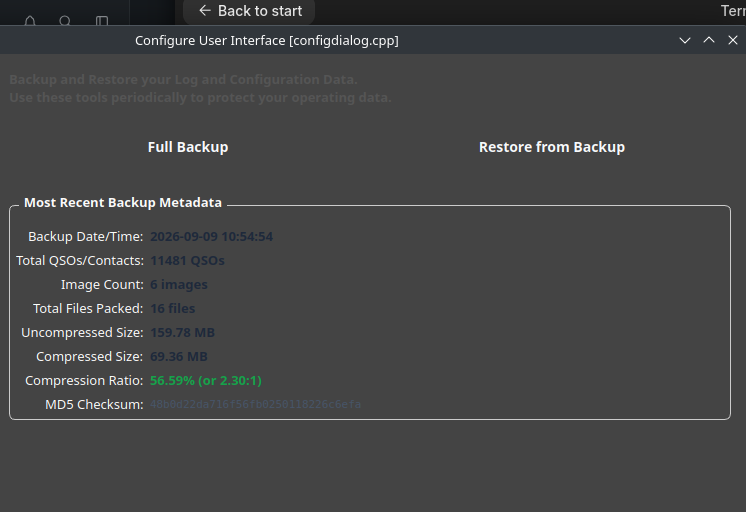 ← Back to start
Terr
Configure User Interface [configdialog.cpp]
Backup and Restore your Log and Configuration Data.
Use these tools periodically to protect your operating data.
Full Backup
Restore from Backup
Most Recent Backup Metadata
Backup Date/Time: 2026-09-09 10:54:54
Total QSOs/Contacts: 11481 QSOs
Image Count: 6 images
Total Files Packed: 16 files
Uncompressed Size: 159.78 MB
Compressed Size: 69.36 MB
Compression Ratio: 56.59% (or 2.30:1)
MD5 Checksum: